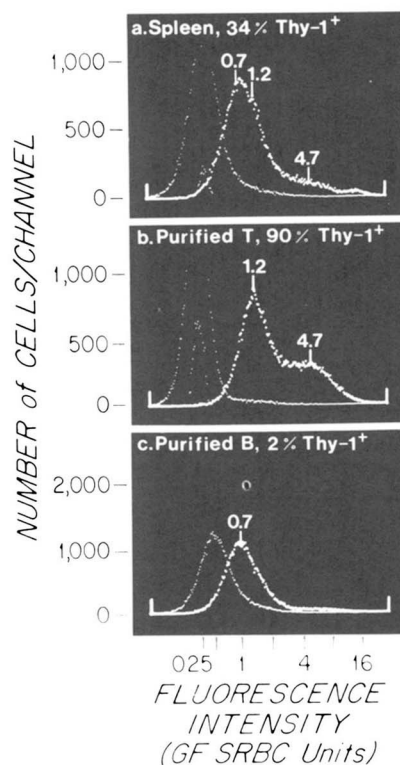 a.Spleen, 34% Thy-1+
0.7
1.2
4.7
1,000
500
0
b.Purified T, 90% Thy-1+
1.2
4.7
1,000
500
0
c.Purified B, 2% Thy-1+
0.7
2,000
1,000
0
NUMBER of CELLS/CHANNEL
025 1 4 16
FLUORESCENCE
INTENSITY
(GF SRBC Units)